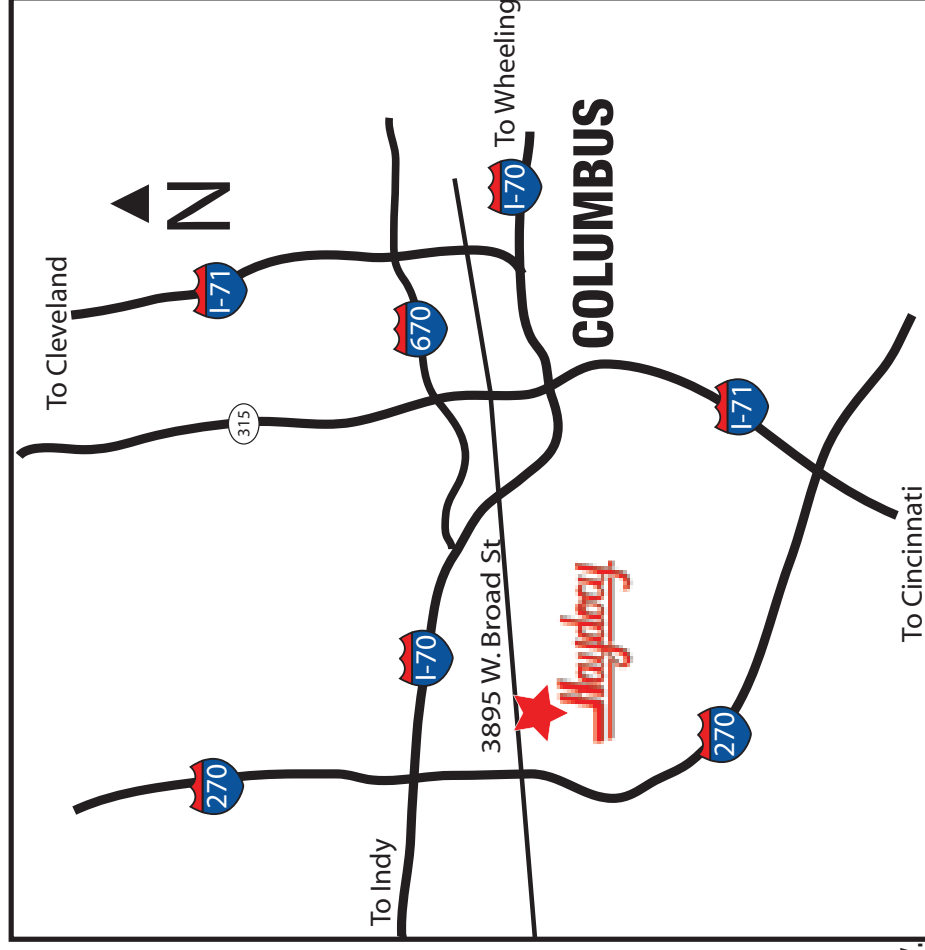 To Cleveland
N
I-71
To Wheeling
I-70
670
315
COLUMBUS
I-71
3895 W. Broad St
I-70
Haydocy
270
To Indy
270
To Cincinnati